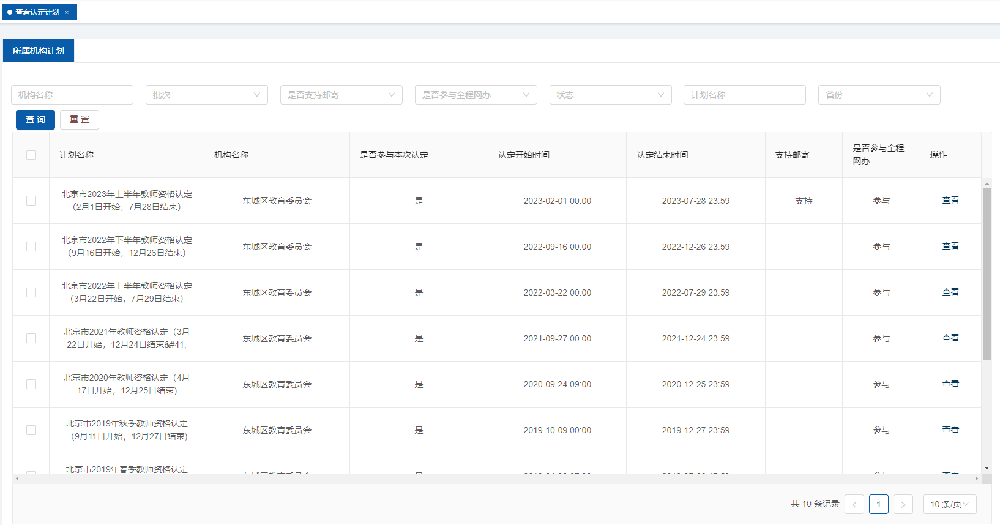 查看认定计划 ×
所属机构计划
机构名称 批次 是否支持邮寄 是否参与全程网办 状态 计划名称 省份
查 询 重 置
计划名称 机构名称 是否参与本次认定 认定开始时间 认定结束时间 支持邮寄 是否参与全程 操作
网办
北京市2023年上半年教师资格认定
（2月1日开始，7月28日结束） 东城区教育委员会 是 2023-02-01 00:00 2023-07-28 23:59 支持 参与 查看
北京市2022年下半年教师资格认定
（9月16日开始，12月26日结束） 东城区教育委员会 是 2022-09-16 00:00 2022-12-26 23:59 参与 查看
北京市2022年上半年教师资格认定
（3月22日开始，7月29日结束） 东城区教育委员会 是 2022-03-22 00:00 2022-07-29 23:59 参与 查看
北京市2021年教师资格认定（3月
22日开始，12月24日结束&#41; 东城区教育委员会 是 2021-09-27 00:00 2021-12-24 23:59 参与 查看
北京市2020年教师资格认定（4月
17日开始，12月25日结束) 东城区教育委员会 是 2020-09-24 09:00 2020-12-25 23:59 参与 查看
北京市2019年秋季教师资格认定
（9月11日开始，12月27日结束) 东城区教育委员会 是 2019-10-09 00:00 2019-12-27 23:59 参与 查看
北京市2019年春季教师资格认定
共 10 条记录 < 1 > 10 条/页